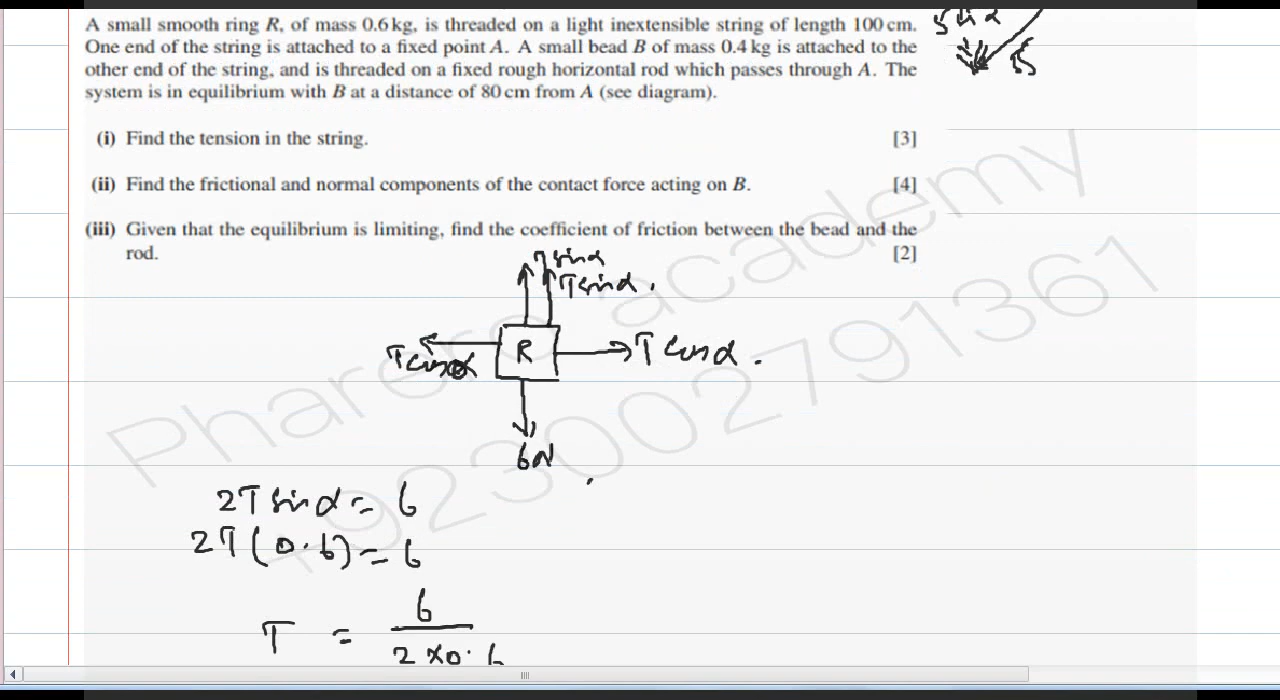 A small smooth ring R, of mass 0.6 kg, is threaded on a light inextensible string of length 100 cm.
One end of the string is attached to a fixed point A. A small bead B of mass 0.4 kg is attached to the
other end of the string, and is threaded on a fixed rough horizontal rod which passes through A. The
system is in equilibrium with B at a distance of 80 cm from A (see diagram).
(i) Find the tension in the string. [3]
(ii) Find the frictional and normal components of the contact force acting on B. [4]
(iii) Given that the equilibrium is limiting, find the coefficient of friction between the bead and the
rod. [2]
T sinα
T sinα.
T cosα R T cosα.
6N
2T sinα = 6
2T(0.6) = 6
T = 6
2 × 0.6
Pharero academy
+923002791361